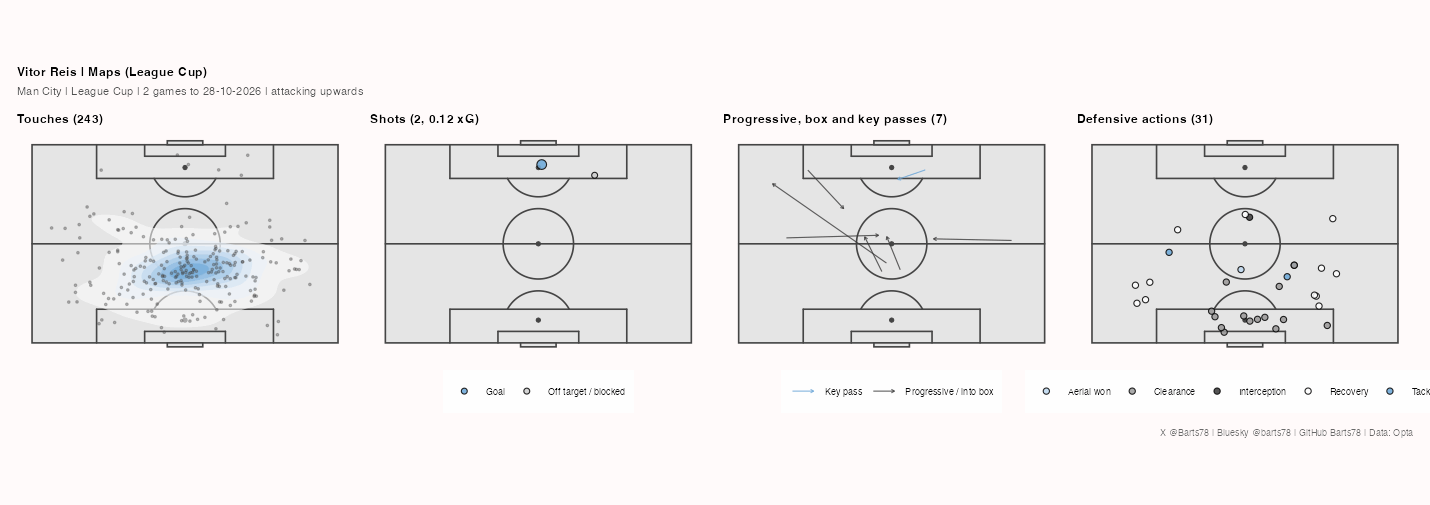 Vitor Reis | Maps (League Cup)
Man City | League Cup | 2 games to 28-10-2026 | attacking upwards
Touches (243)
Shots (2, 0.12 xG)
Progressive, box and key passes (7)
Defensive actions (31)
Goal
Off target / blocked
Key pass
Progressive / into box
Aerial won
Clearance
Interception
Recovery
Tack
X @Barts78 | Bluesky @barts78 | GitHub Barts78 | Data: Opta